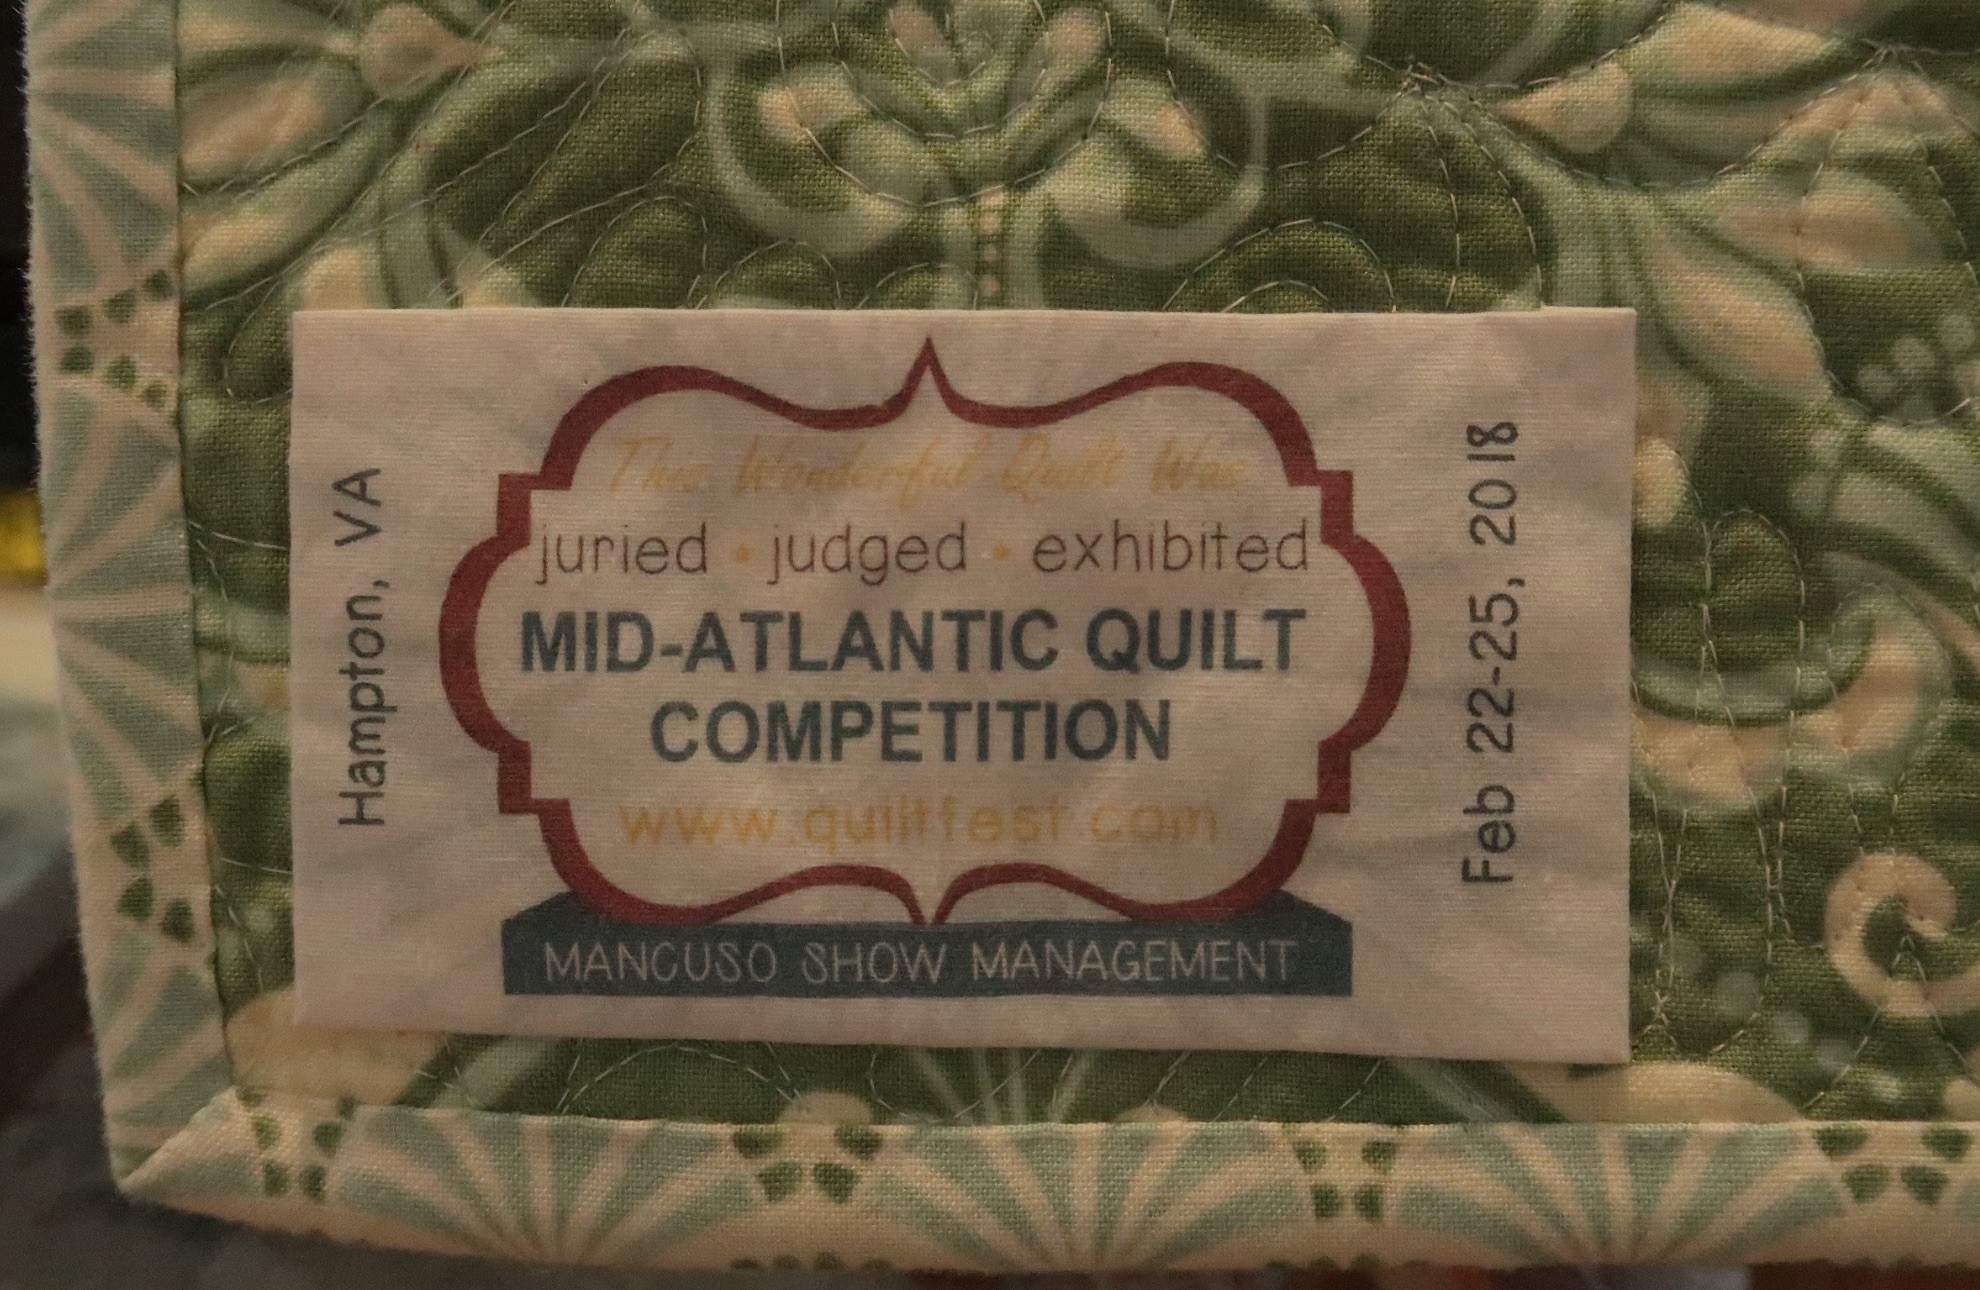 Hampton, VA
This Wonderful Quilt Was
juried • judged • exhibited
MID-ATLANTIC QUILT
COMPETITION
www.quiltfest.com
MANCUSO SHOW MANAGEMENT
Feb 22-25, 2018